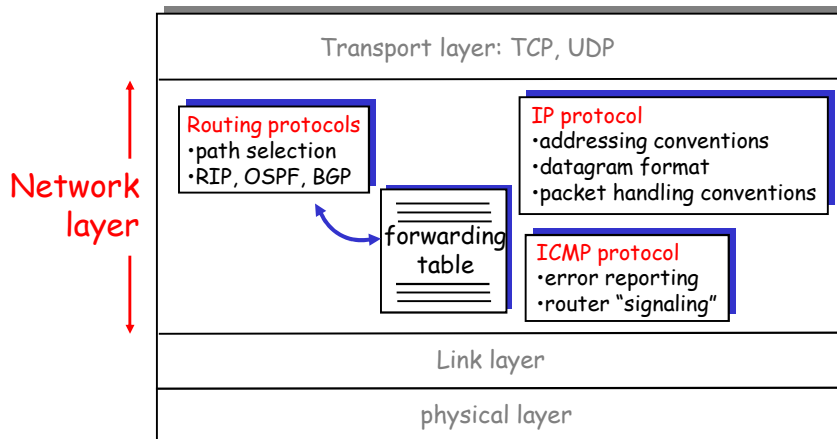 Transport layer: TCP, UDP
Network
layer
Routing protocols
•path selection
•RIP, OSPF, BGP
forwarding
table
IP protocol
•addressing conventions
•datagram format
•packet handling conventions
ICMP protocol
•error reporting
•router “signaling”
Link layer
physical layer